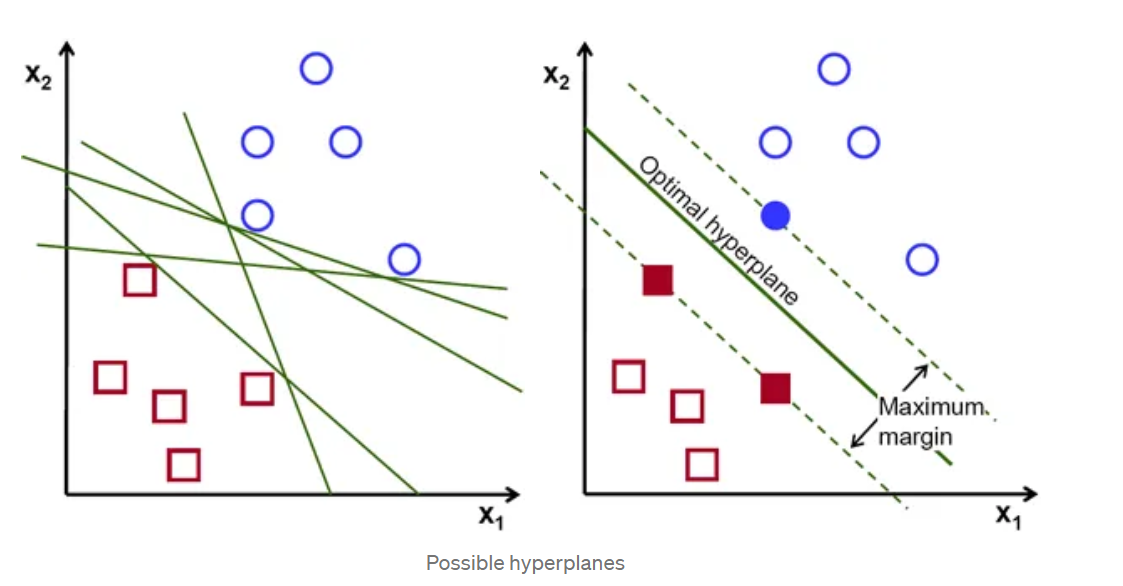 x₂
x₁
x₂
Optimal hyperplane
Maximum
margin
x₁
Possible hyperplanes